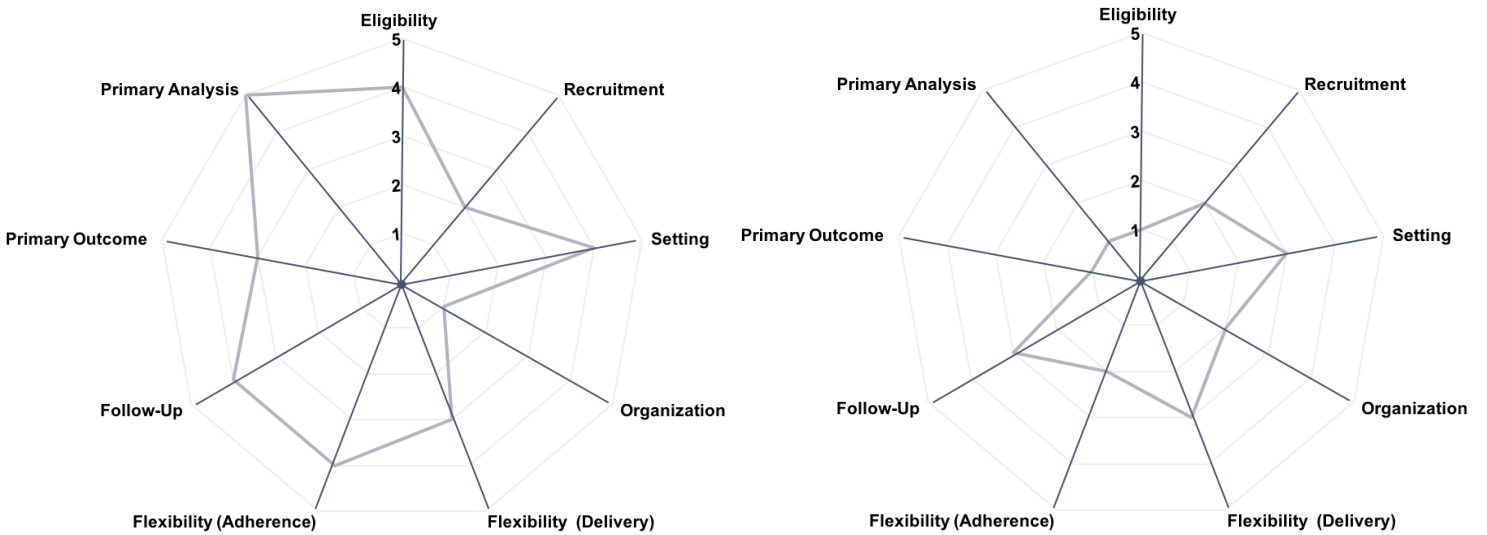 Eligibility
5
Primary Analysis
Recruitment
4
3
2
Primary Outcome
1
Setting
Follow-Up
Organization
Flexibility (Adherence)
Flexibility (Delivery)
Eligibility
5
Primary Analysis
4
Recruitment
3
2
Primary Outcome
1
Setting
Follow-Up
Organization
Flexibility (Adherence)
Flexibility (Delivery)